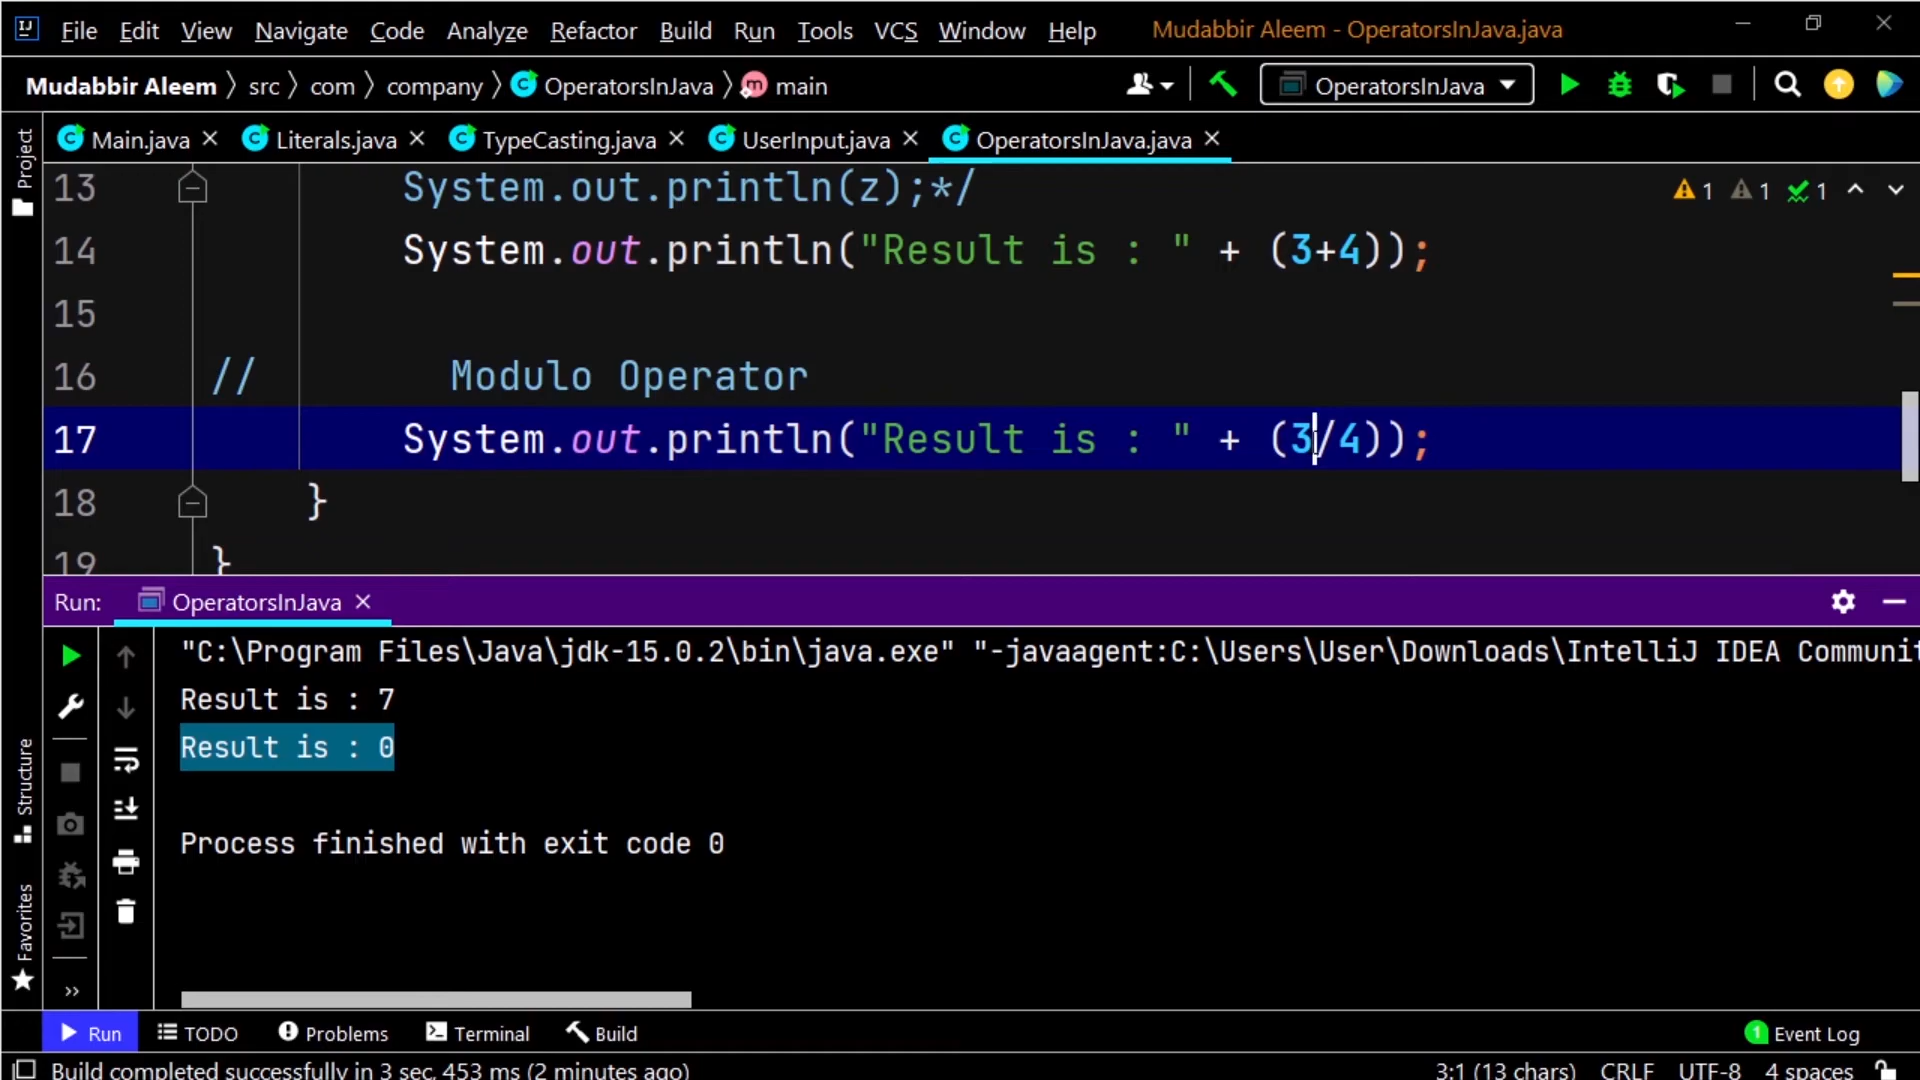 File Edit View Navigate Code Analyze Refactor Build Run Tools VCS Window Help Mudabbir Aleem - OperatorsInJava.java
Mudabbir Aleem src com company OperatorsInJava main OperatorsInJava
Main.java Literals.java TypeCasting.java UserInput.java OperatorsInJava.java
Project
13 System.out.println(z);*/ 1 1 1
14 System.out.println("Result is : " + (3+4));
15
16 // Modulo Operator
17 System.out.println("Result is : " + (3/4));
18 }
19 }
Run: OperatorsInJava
"C:\Program Files\Java\jdk-15.0.2\bin\java.exe" "-javaagent:C:\Users\User\Downloads\IntelliJ IDEA Communit
Result is : 7
Result is : 0
Process finished with exit code 0
Structure
Favorites
Run TODO Problems Terminal Build 1 Event Log
Build completed successfully in 3 sec, 453 ms (2 minutes ago) 3:1 (13 chars) CRLF UTF-8 4 spaces